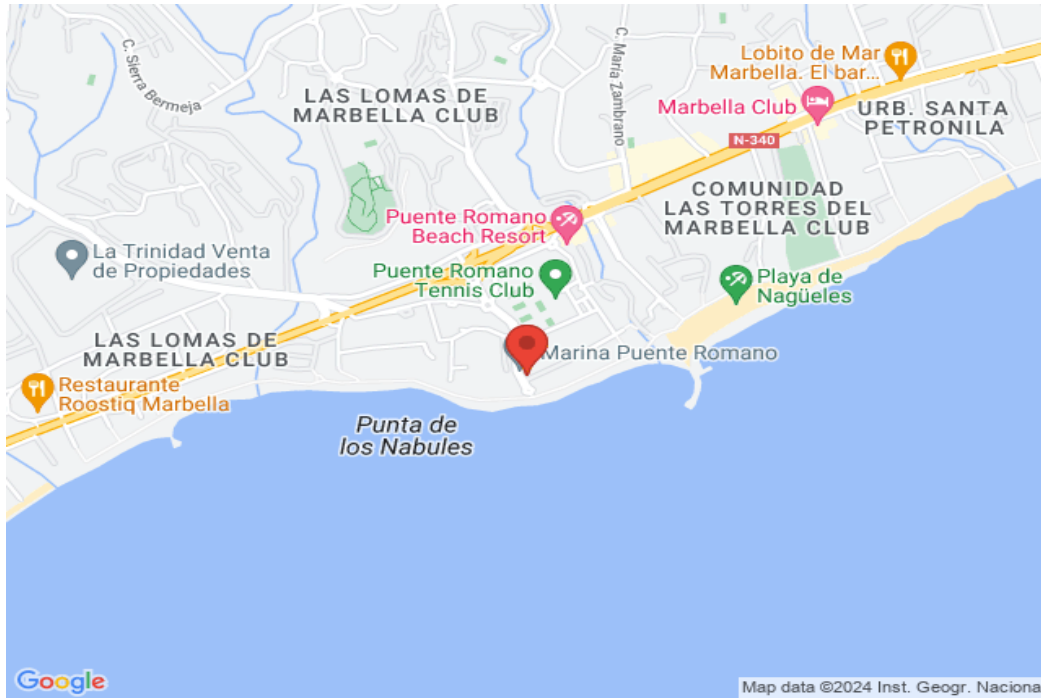 C. Sierra Bermeja
C. María Zambrano
Lobito de Mar
Marbella. El bar...
LAS LOMAS DE
MARBELLA CLUB
Marbella Club
URB. SANTA
PETRONILA
N-340
COMUNIDAD
LAS TORRES DEL
MARBELLA CLUB
Puente Romano
Beach Resort
La Trinidad Venta
de Propiedades
Puente Romano
Tennis Club
Playa de
Nagüeles
LAS LOMAS DE
MARBELLA CLUB
Marina Puente Romano
Restaurante
Roostiq Marbella
Punta de
los Nabules
Google
Map data ©2024 Inst. Geogr. Naciona